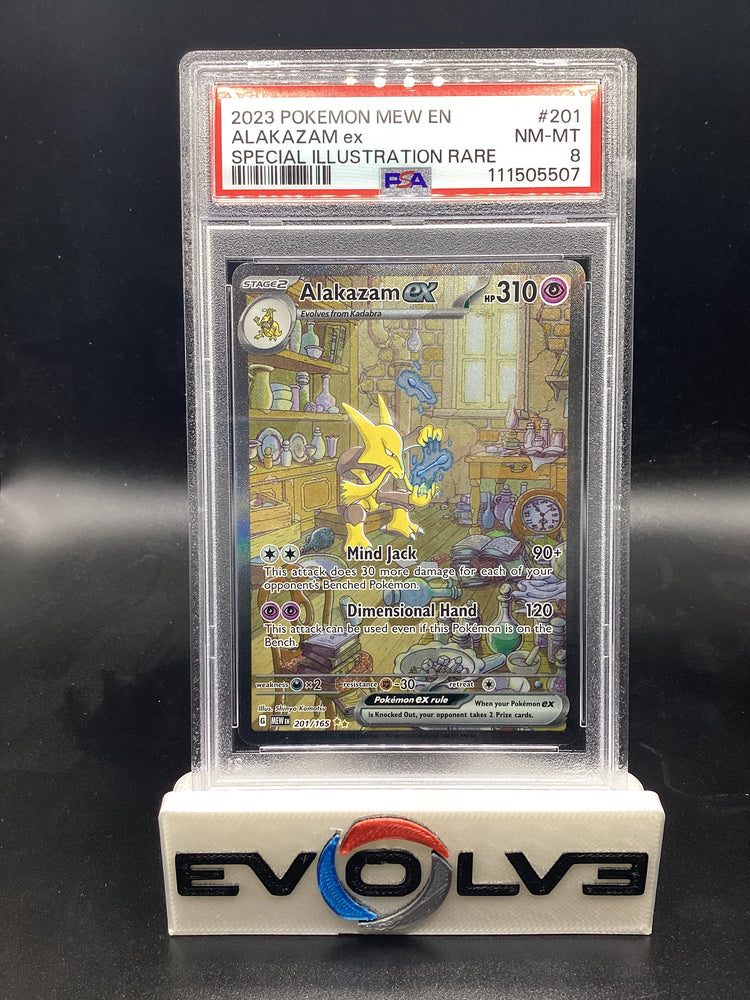 2023 POKEMON MEW EN #201
ALAKAZAM ex NM-MT
SPECIAL ILLUSTRATION RARE 8
PSA 111505507
STAGE 2 Alakazam ex HP 310
Evolves from Kadabra
Mind Jack 90+
This attack does 30 more damage for each of your
opponent's Benched Pokémon.
Dimensional Hand 120
This attack can be used even if this Pokémon is on the
Bench.
weakness ×2 resistance -30 retreat
Pokémon ex rule When your Pokémon ex
is Knocked Out, your opponent takes 2 Prize cards.
Illus. Shinya Komatsu
G MEW EN 201/165
EVOLV3